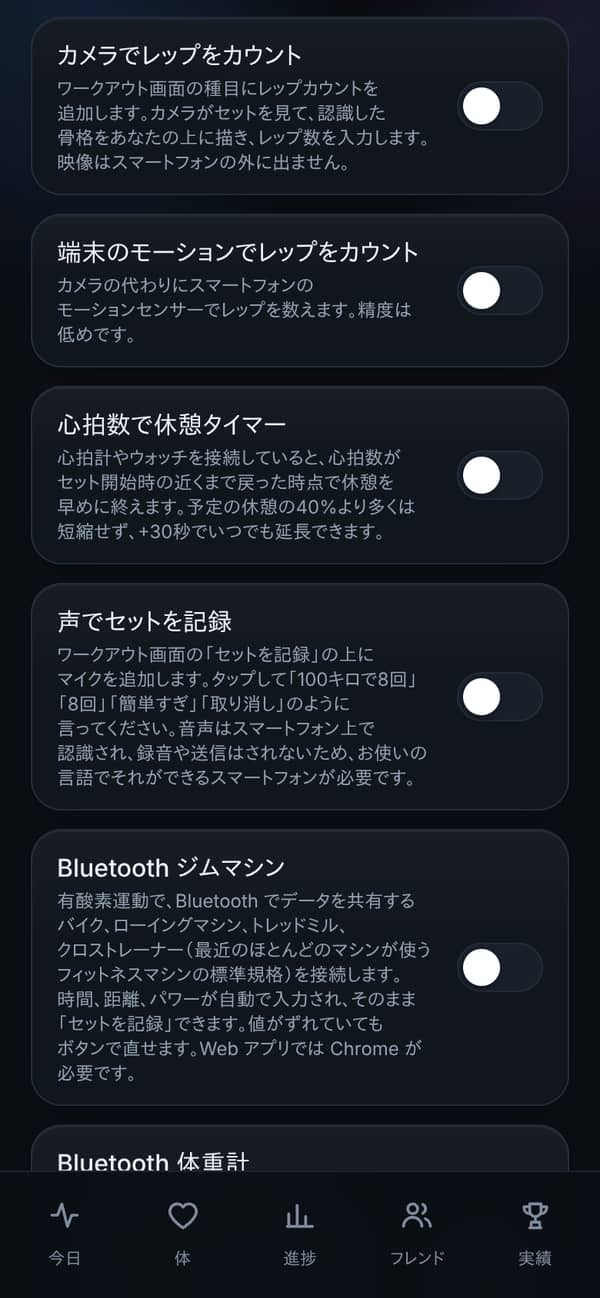 カメラでレップをカウント
ワークアウト画面の種目にレップカウントを
追加します。カメラがセットを見て、認識した
骨格をあなたの上に描き、レップ数を入力します。
映像はスマートフォンの外に出ません。
端末のモーションでレップをカウント
カメラの代わりにスマートフォンの
モーションセンサーでレップを数えます。精度は
低めです。
心拍数で休憩タイマー
心拍計やウォッチを接続していると、心拍数が
セット開始時の近くまで戻った時点で休憩を
早めに終えます。予定の休憩の40%より多くは
短縮せず、+30秒でいつでも延長できます。
声でセットを記録
ワークアウト画面の「セットを記録」の上に
マイクを追加します。タップして「100キロで8回」
「8回」「簡単すぎ」「取り消し」のように
言ってください。音声はスマートフォン上で
認識され、録音や送信はされないため、お使いの
言語でそれができるスマートフォンが必要です。
Bluetooth ジムマシン
有酸素運動で、Bluetooth でデータを共有する
バイク、ローイングマシン、トレッドミル、
クロストレーナー（最近のほとんどのマシンが使う
フィットネスマシンの標準規格）を接続します。
時間、距離、パワーが自動で入力され、そのまま
「セットを記録」できます。値がずれていても
ボタンで直せます。Web アプリでは Chrome が
必要です。
Bluetooth 体重計
今日
体
進捗
フレンド
実績